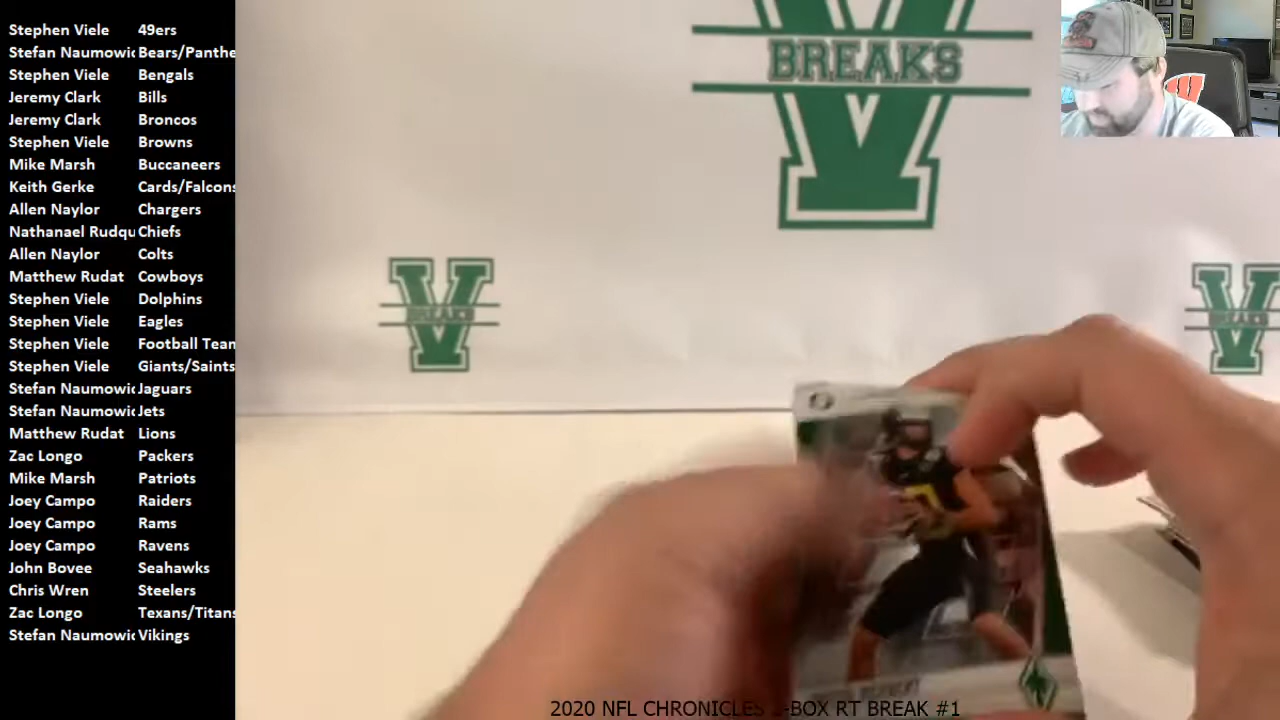 Stephen Viele 49ers
Stefan Naumowic Bears/Panthe
Stephen Viele Bengals
Jeremy Clark Bills
Jeremy Clark Broncos
Stephen Viele Browns
Mike Marsh Buccaneers
Keith Gerke Cards/Falcons
Allen Naylor Chargers
Nathanael Rudqu Chiefs
Allen Naylor Colts
Matthew Rudat Cowboys
Stephen Viele Dolphins
Stephen Viele Eagles
Stephen Viele Football Team
Stephen Viele Giants/Saints
Stefan Naumowic Jaguars
Stefan Naumowic Jets
Matthew Rudat Lions
Zac Longo Packers
Mike Marsh Patriots
Joey Campo Raiders
Joey Campo Rams
Joey Campo Ravens
John Bovee Seahawks
Chris Wren Steelers
Zac Longo Texans/Titans
Stefan Naumowic Vikings
V
BREAKS
V
BREAKS
V
BREAKS
W
2020 NFL CHRONICLES -BOX RT BREAK #1